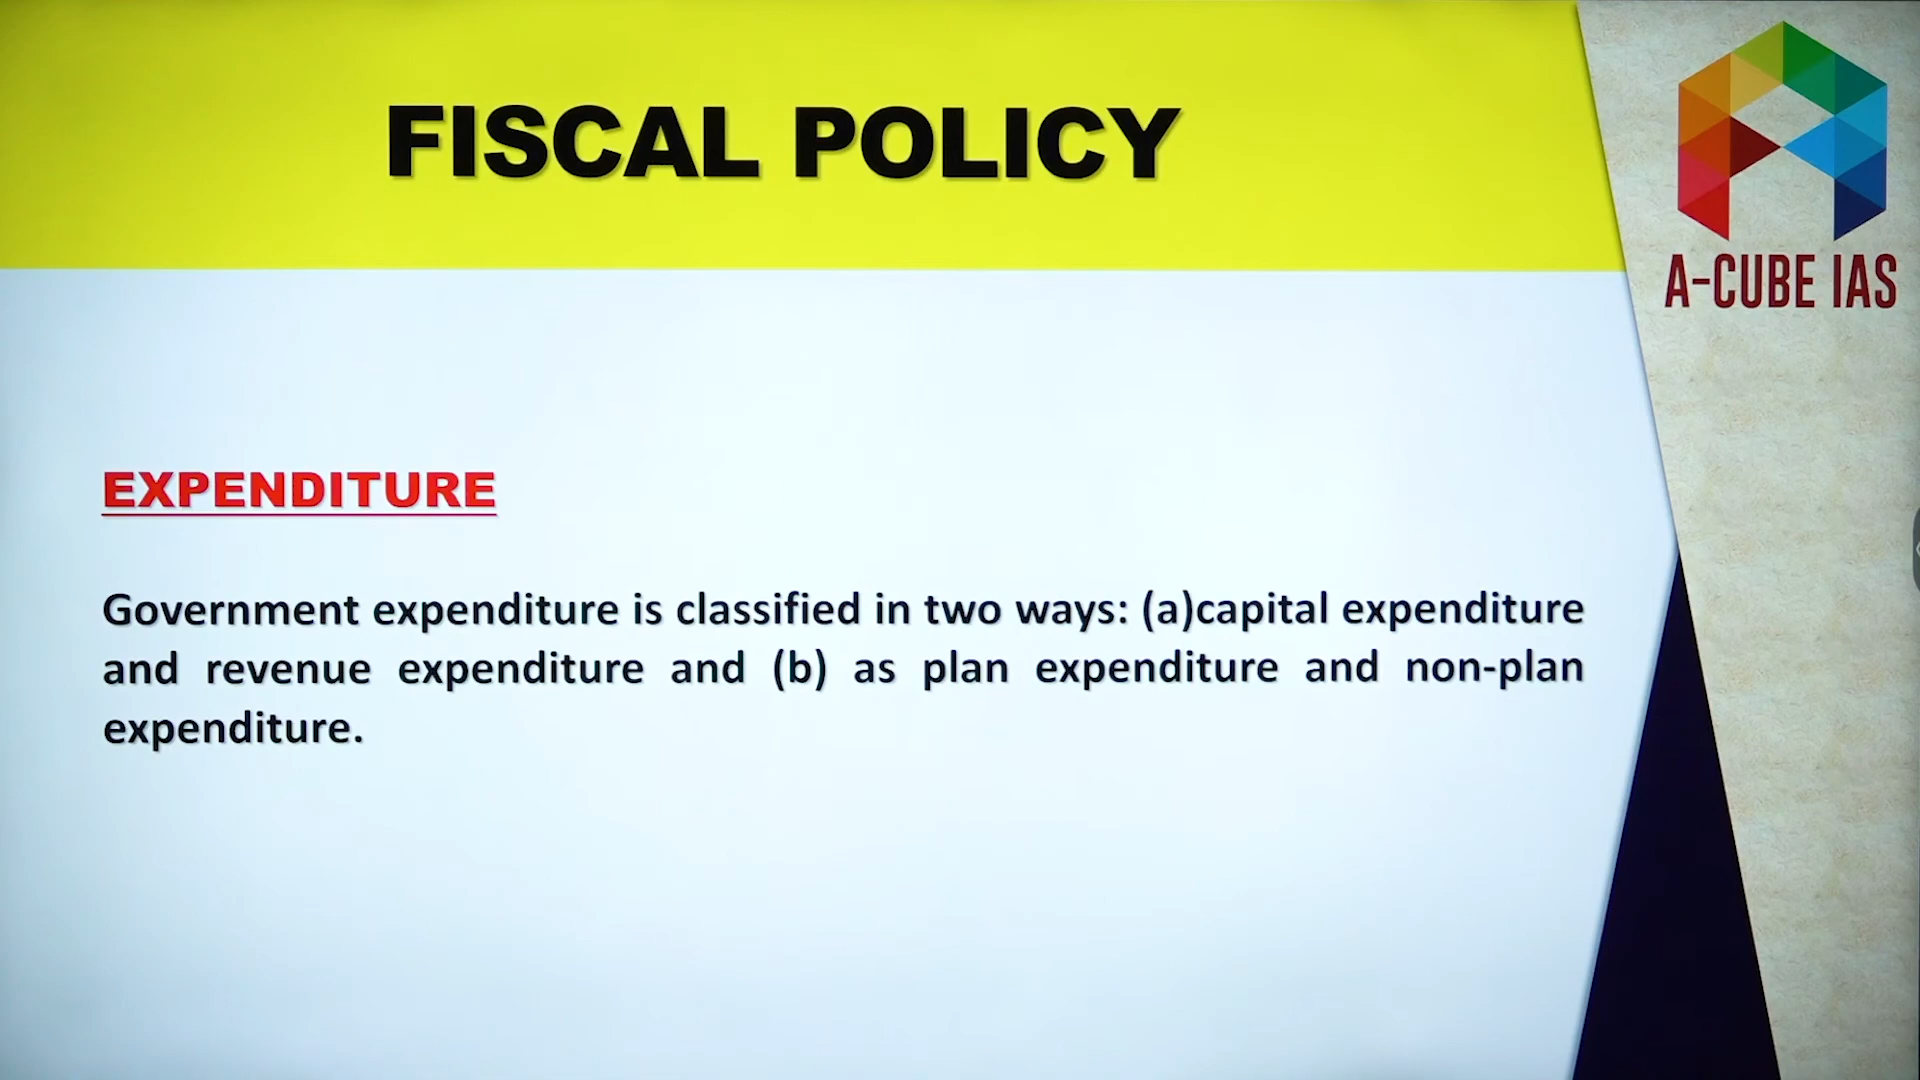 FISCAL POLICY
A-CUBE IAS
EXPENDITURE
Government expenditure is classified in two ways: (a)capital expenditure
and revenue expenditure and (b) as plan expenditure and non-plan
expenditure.